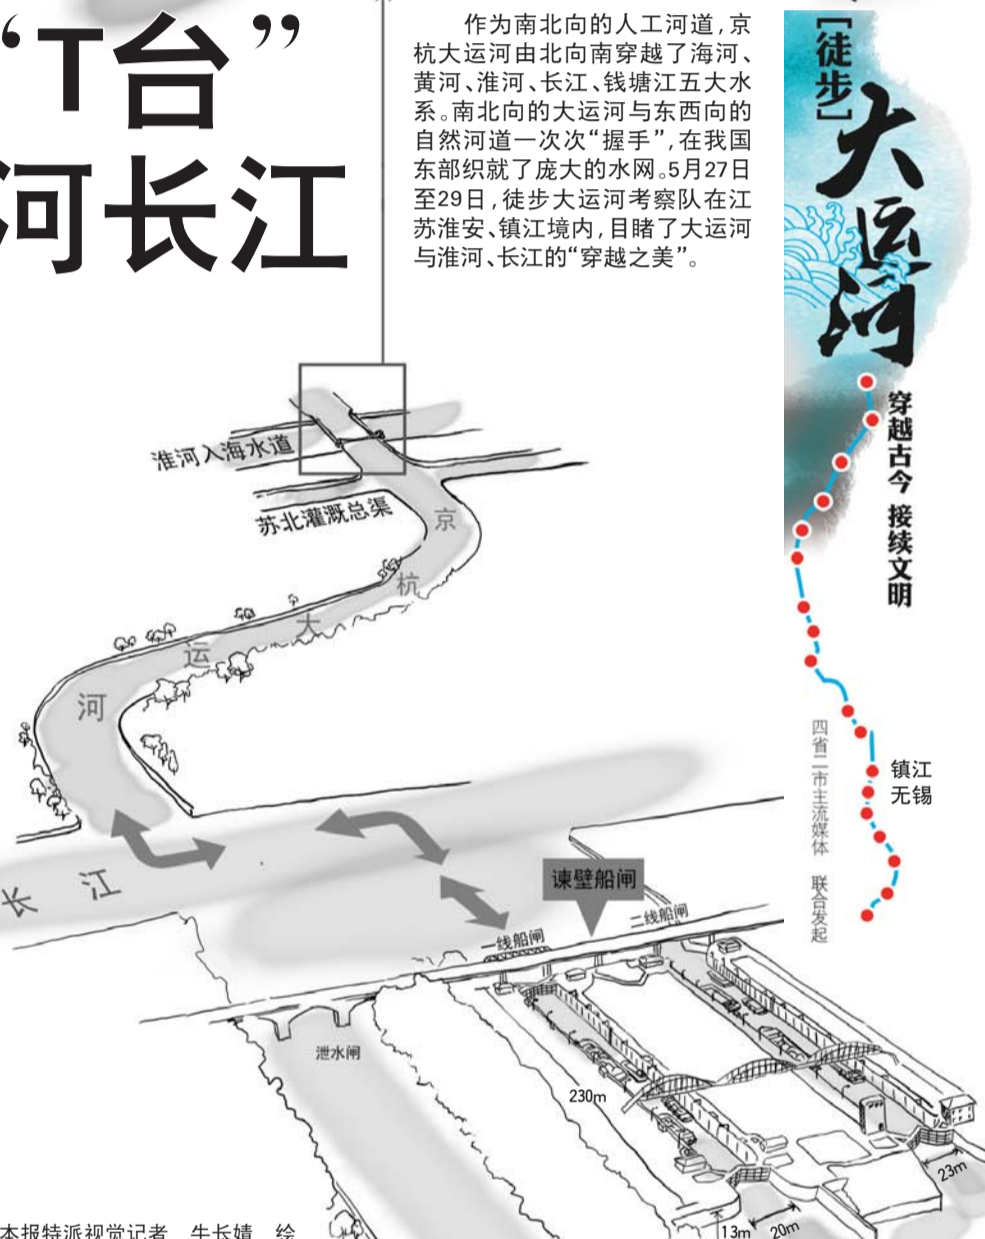 “T台”
河长江
作为南北向的人工河道,京
杭大运河由北向南穿越了海河、
黄河、淮河、长江、钱塘江五大水
系。南北向的大运河与东西向的
自然河道一次次“握手”,在我国
东部织就了庞大的水网。5月27日
至29日,徒步大运河考察队在江
苏淮安、镇江境内,目睹了大运河
与淮河、长江的“穿越之美”。
[徒步]
大运河
穿越古今 接续文明
四省二市主流媒体 联合发起
镇江
无锡
淮河入海水道
苏北灌溉总渠
京
杭
大
运
河
长江
谏壁船闸
一线船闸
二线船闸
泄水闸
230m
23m
13m
20m
本报特派视觉记者 牛长婧 绘